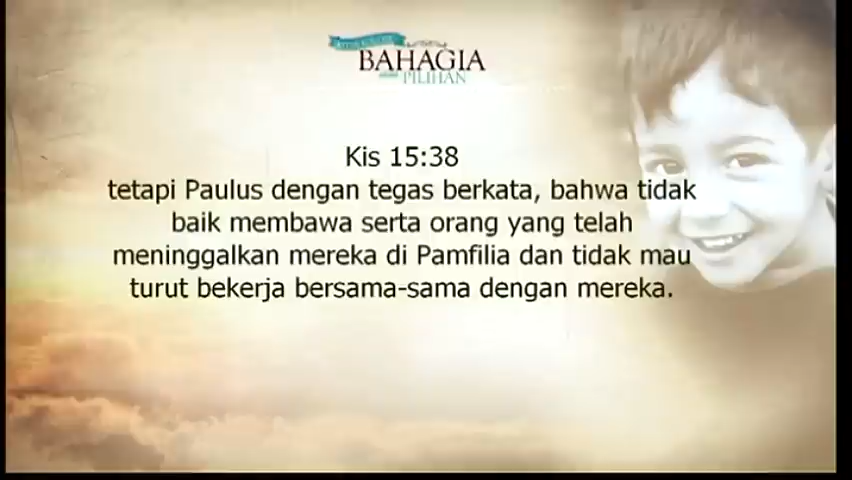 BAHAGIA
PILIHAN
Kis 15:38
tetapi Paulus dengan tegas berkata, bahwa tidak
baik membawa serta orang yang telah
meninggalkan mereka di Pamfilia dan tidak mau
turut bekerja bersama-sama dengan mereka.